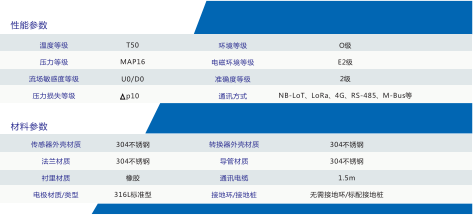 性能参数
温度等级 T50 环境等级 O级
压力等级 MAP16 电磁环境等级 E2级
流场敏感度等级 U0/D0 准确度等级 2级
压力损失等级 Δp10 通讯方式 NB-LoT、LoRa、4G、RS-485、M-Bus等
材料参数
传感器外壳材质 304不锈钢 转换器外壳材质 304不锈钢
法兰材质 304不锈钢 导管材质 304不锈钢
衬里材质 橡胶 通讯电缆 1.5m
电极材质/类型 316L标准型 接地环/接地桩 无需接地环/标配接地桩